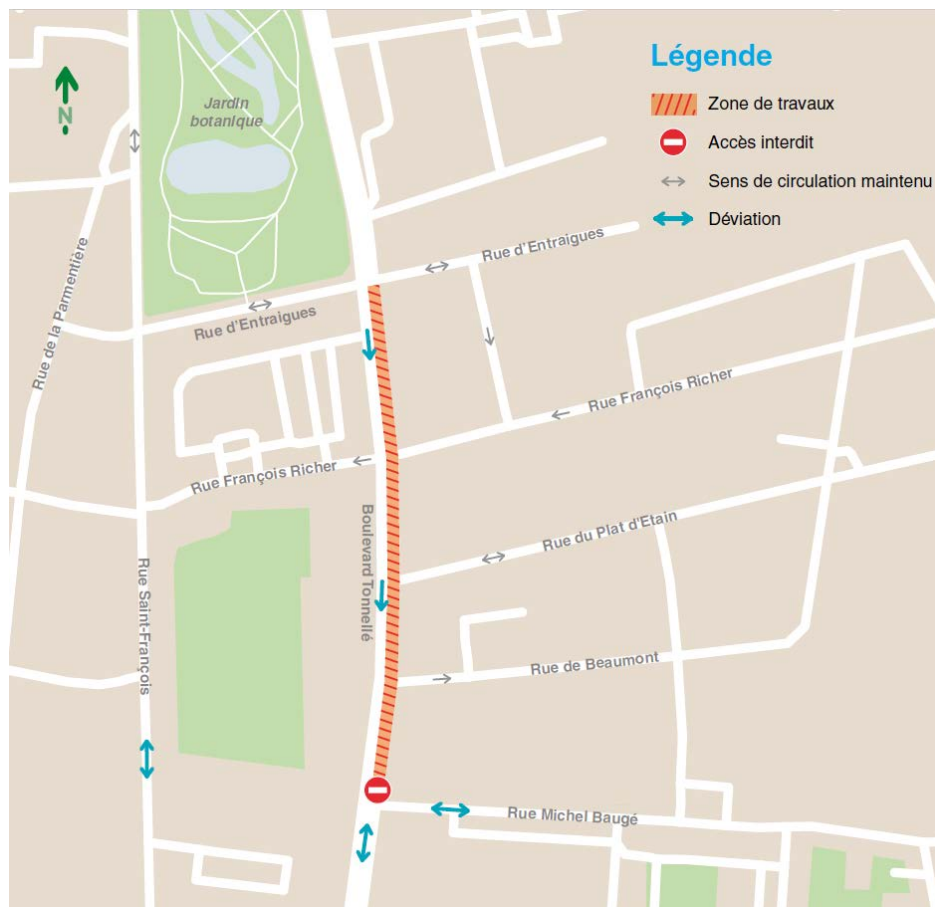 Légende
Zone de travaux
Accès interdit
Sens de circulation maintenu
Déviation
N
Jardin
botanique
Rue de la Parmentière
Rue d'Entraigues
Rue d'Entraigues
Rue François Richer
Rue François Richer
Boulevard Tonnellé
Rue du Plat d'Etain
Rue Saint-François
Rue de Beaumont
Rue Michel Baugé